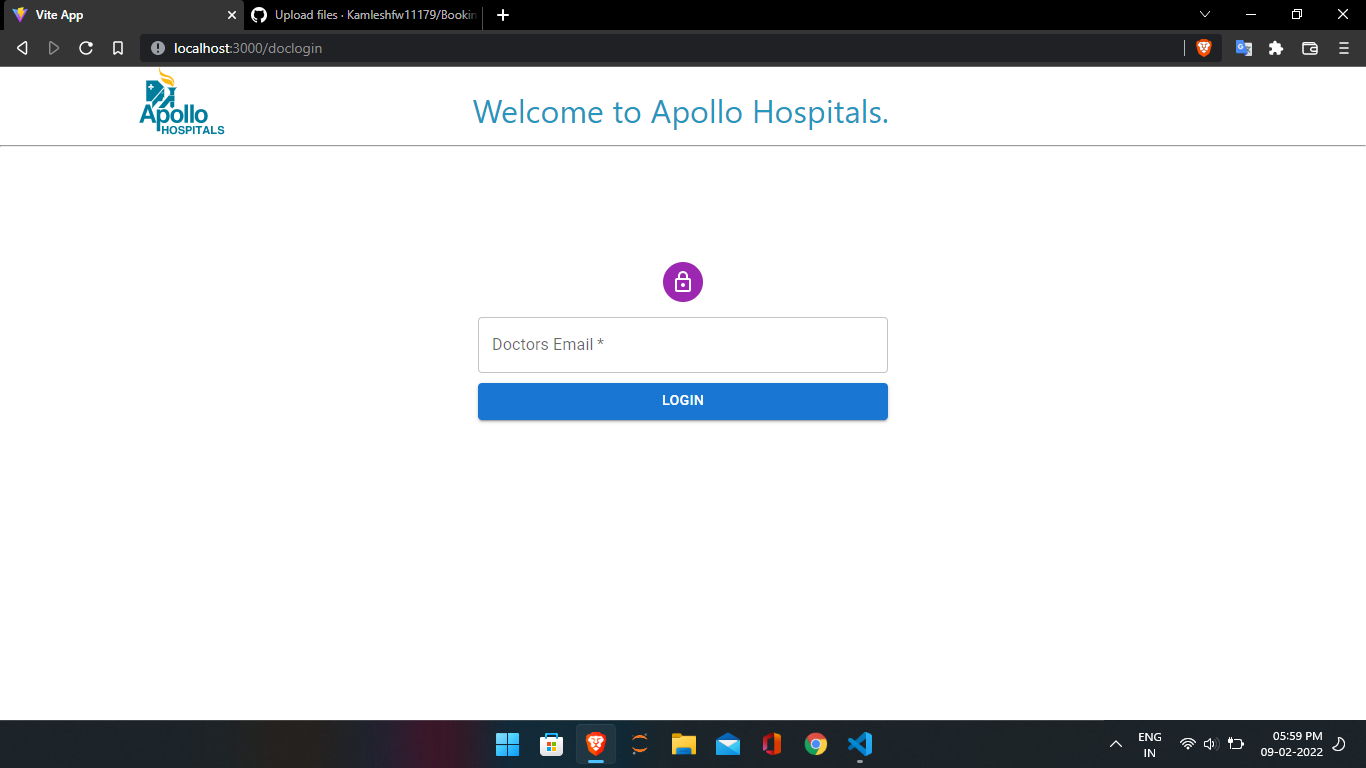 Vite App
Upload files · Kamleshfw11179/Bookin
localhost:3000/doclogin
Apollo
HOSPITALS
Welcome to Apollo Hospitals.
Doctors Email *
LOGIN
ENG
IN
05:59 PM
09-02-2022